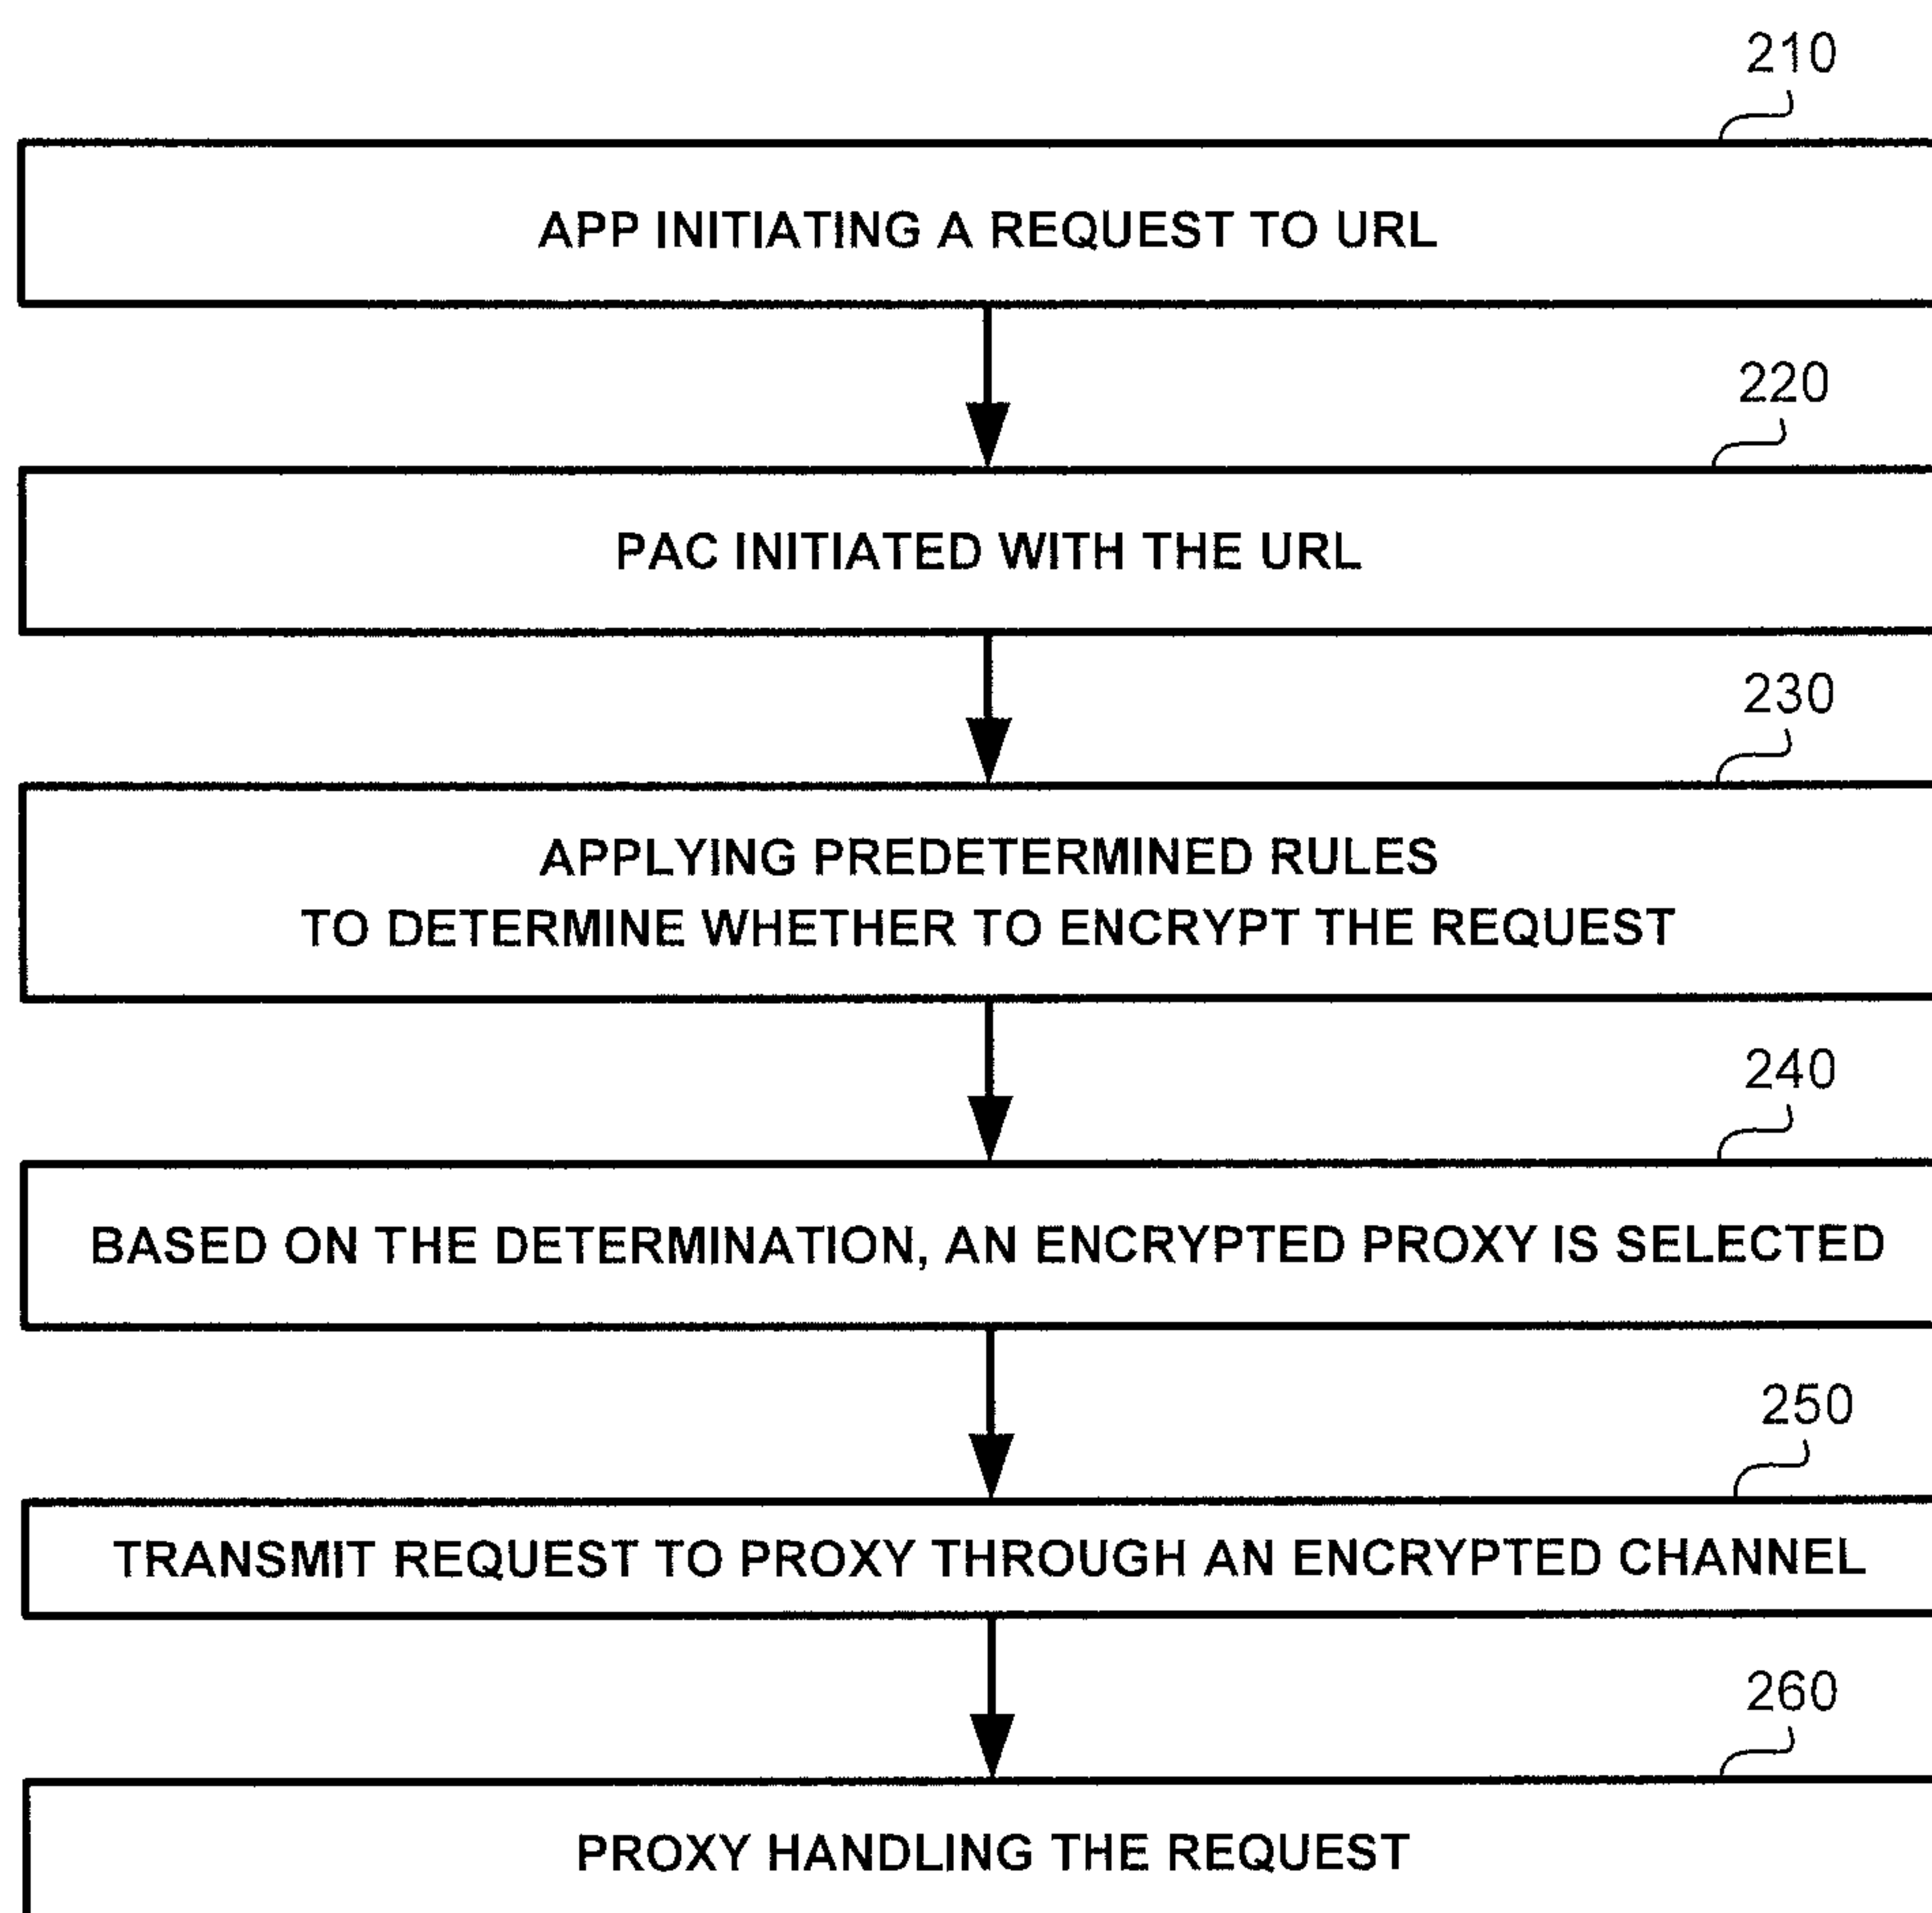 210
APP INITIATING A REQUEST TO URL
220
PAC INITIATED WITH THE URL
230
APPLYING PREDETERMINED RULES
TO DETERMINE WHETHER TO ENCRYPT THE REQUEST
240
BASED ON THE DETERMINATION, AN ENCRYPTED PROXY IS SELECTED
250
TRANSMIT REQUEST TO PROXY THROUGH AN ENCRYPTED CHANNEL
260
PROXY HANDLING THE REQUEST